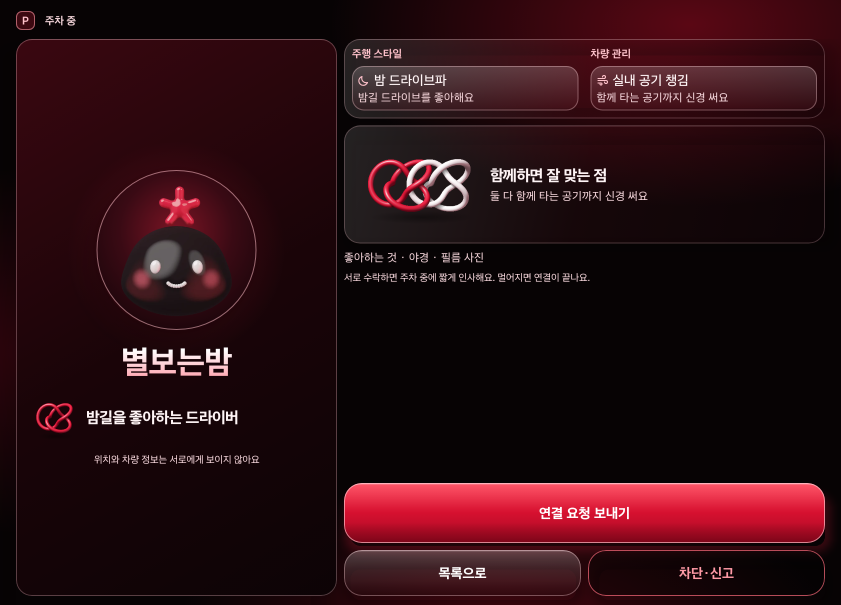 P 주차 중
별보는밤
밤길을 좋아하는 드라이버
위치와 차량 정보는 서로에게 보이지 않아요
주행 스타일
밤 드라이브파
밤길 드라이브를 좋아해요
차량 관리
실내 공기 챙김
함께 타는 공기까지 신경 써요
함께하면 잘 맞는 점
둘 다 함께 타는 공기까지 신경 써요
좋아하는 것 · 야경 · 필름 사진
서로 수락하면 주차 중에 짧게 인사해요. 멀어지면 연결이 끝나요.
연결 요청 보내기
목록으로
차단·신고